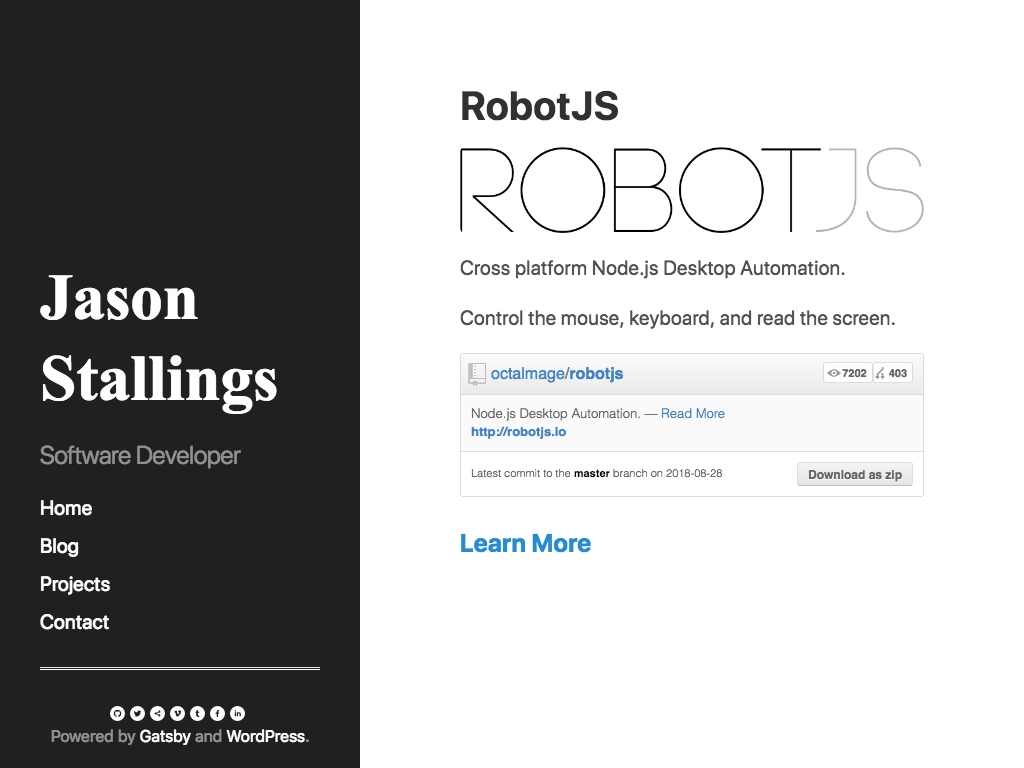 Jason
Stallings
Software Developer
Home
Blog
Projects
Contact
Powered by Gatsby and WordPress.
RobotJS
ROBOTJS
Cross platform Node.js Desktop Automation.
Control the mouse, keyboard, and read the screen.
octalmage/robotjs 7202 403
Node.js Desktop Automation. — Read More
http://robotjs.io
Latest commit to the master branch on 2018-08-28 Download as zip
Learn More